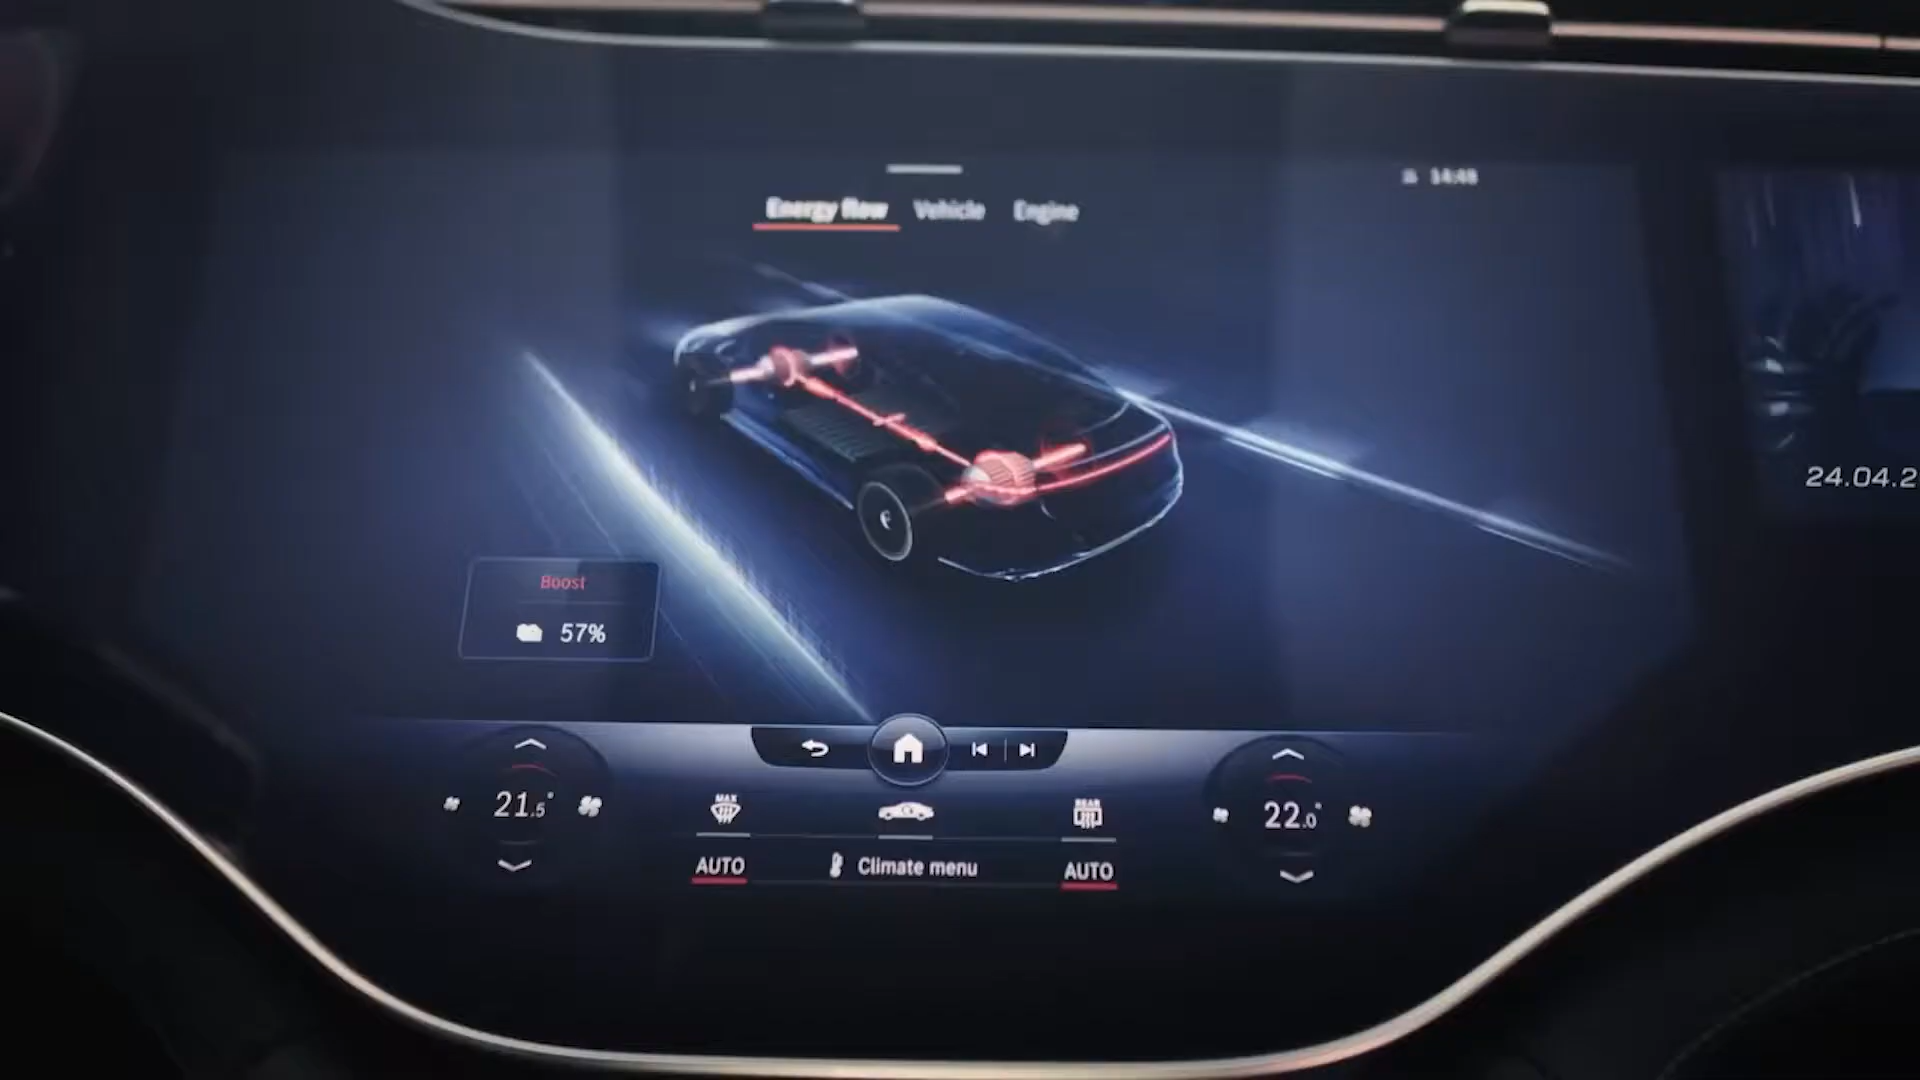 14:48
Energy flow Vehicle Engine
24.04.2
Boost
57%
21.5°
MAX
REAR
22.0°
AUTO
Climate menu
AUTO